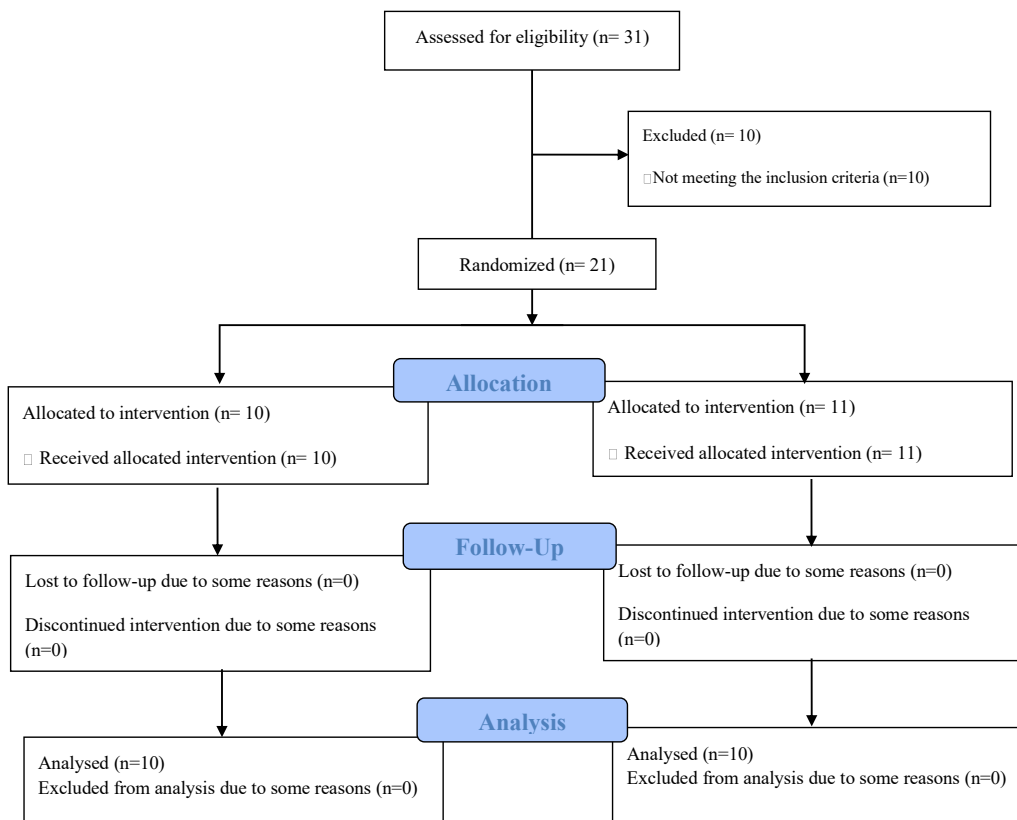 Assessed for eligibility (n= 31)
Excluded (n= 10)
□Not meeting the inclusion criteria (n=10)
Randomized (n= 21)
Allocation
Allocated to intervention (n= 10)
□ Received allocated intervention (n= 10)
Allocated to intervention (n= 11)
□ Received allocated intervention (n= 11)
Follow-Up
Lost to follow-up due to some reasons (n=0)
Discontinued intervention due to some reasons
(n=0)
Lost to follow-up due to some reasons (n=0)
Discontinued intervention due to some reasons
(n=0)
Analysis
Analysed (n=10)
Excluded from analysis due to some reasons (n=0)
Analysed (n=10)
Excluded from analysis due to some reasons (n=0)